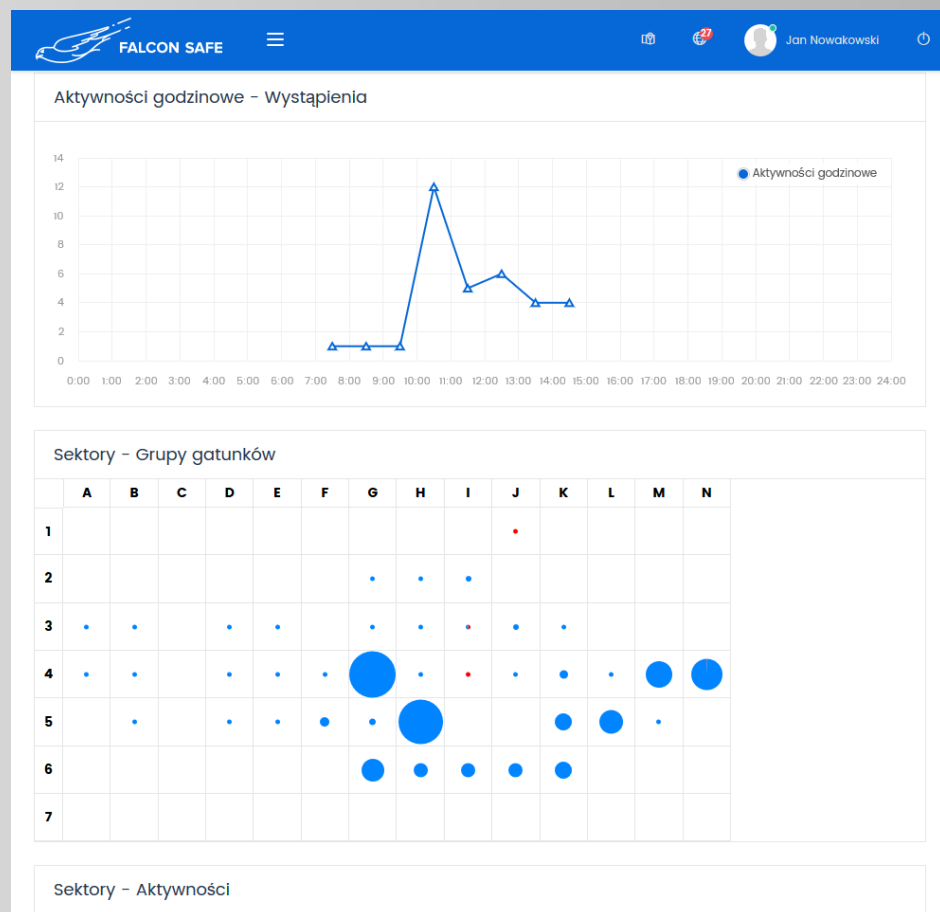 FALCON SAFE
27
Jan Nowakowski
Aktywności godzinowe - Wystąpienia
14
Aktywności godzinowe
12
10
8
6
4
2
0
0:00 1:00 2:00 3:00 4:00 5:00 6:00 7:00 8:00 9:00 10:00 11:00 12:00 13:00 14:00 15:00 16:00 17:00 18:00 19:00 20:00 21:00 22:00 23:00 24:00
Sektory - Grupy gatunków
A B C D E F G H I J K L M N
1
2
3
4
5
6
7
Sektory - Aktywności